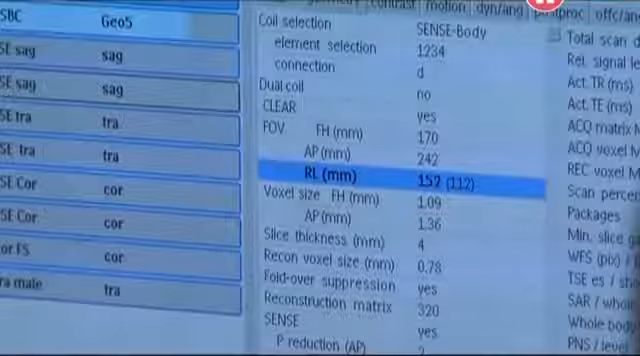 contrast motion dyn/ang postproc offc/ang
SBC Geo5
SE sag sag
SE sag sag
SE tra tra
SE tra tra
SE Cor cor
SE Cor cor
or FS cor
ra male tra
Coil selection SENSE-Body
element selection 1234
connection d
Dual coil no
CLEAR yes
FOV FH (mm) 170
AP (mm) 242
RL (mm) 157 (112)
Voxel size FH (mm) 1.09
AP (mm) 1.36
Slice thickness (mm) 4
Recon voxel size (mm) 0.78
Fold-over suppression yes
Reconstruction matrix 320
SENSE yes
P reduction (AP) 2
Total scan d
Rel. signal le
Act. TR (ms)
Act. TE (ms)
ACQ matrix M
ACQ voxel M
REC voxel M
Scan percen
Packages
Min. slice g
WFS (pix) / 
TSE es / sh
SAR / whol
Whole body
PNS / level